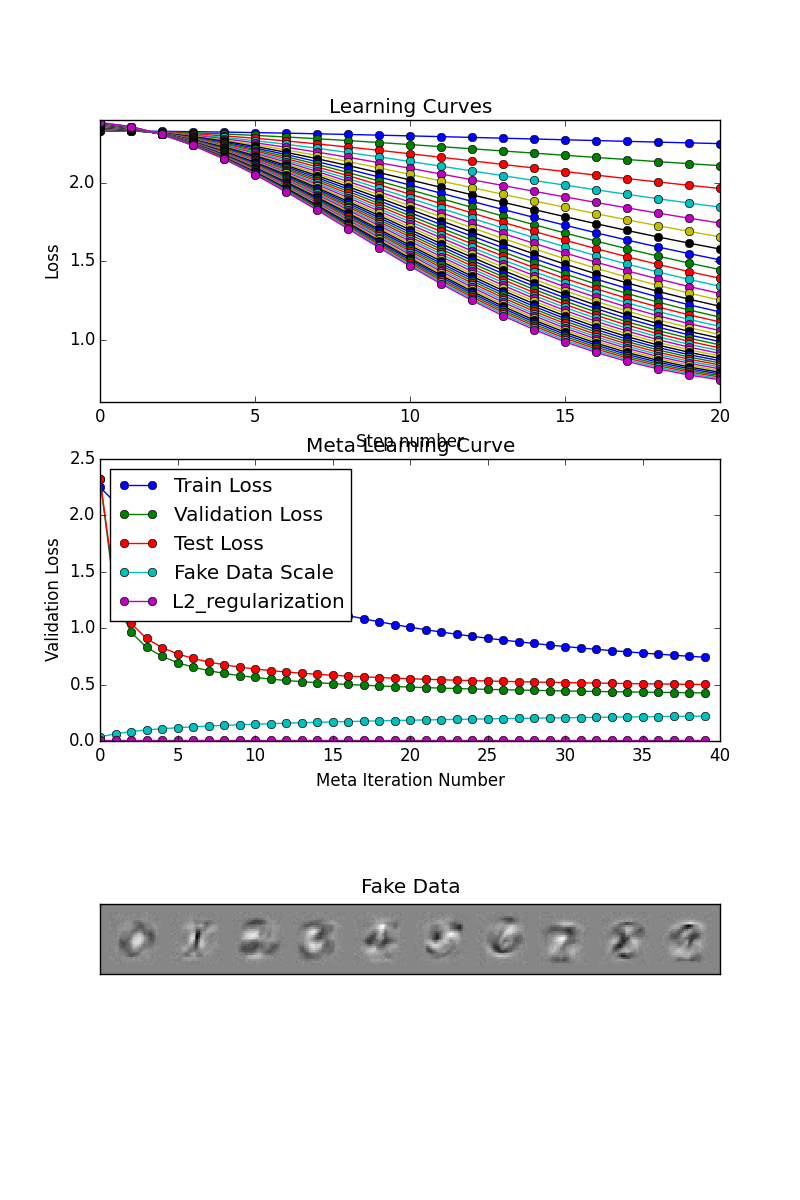 Learning Curves
Loss
2.0
1.5
1.0
0 5 10 15 20
Step number
Meta Learning Curve
Validation Loss
2.5
2.0
1.5
1.0
0.5
0.0
Train Loss
Validation Loss
Test Loss
Fake Data Scale
L2_regularization
0 5 10 15 20 25 30 35 40
Meta Iteration Number
Fake Data